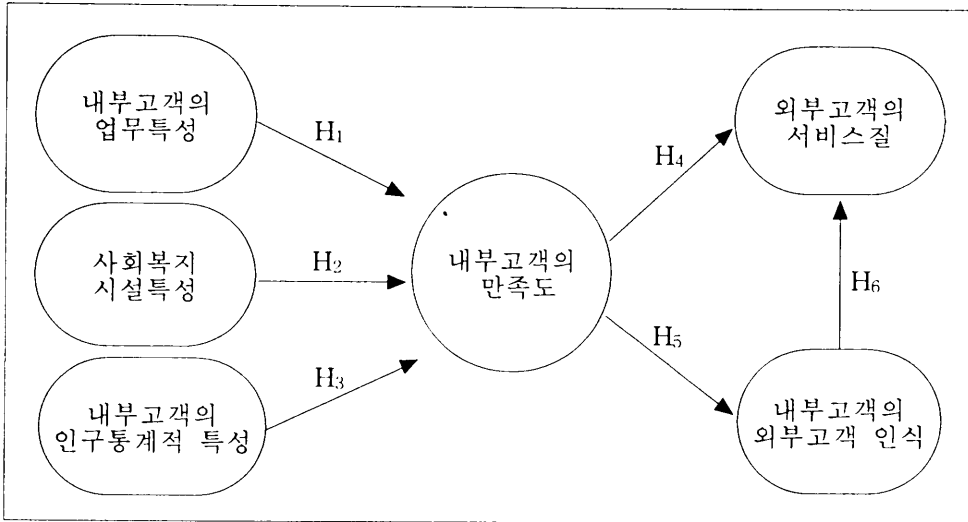 내부고객의
업무특성
H₁
사회복지
시설특성
H₂
내부고객의
인구통계적 특성
H₃
내부고객의
만족도
H₄
외부고객의
서비스질
H₅
내부고객의
외부고객 인식
H₆